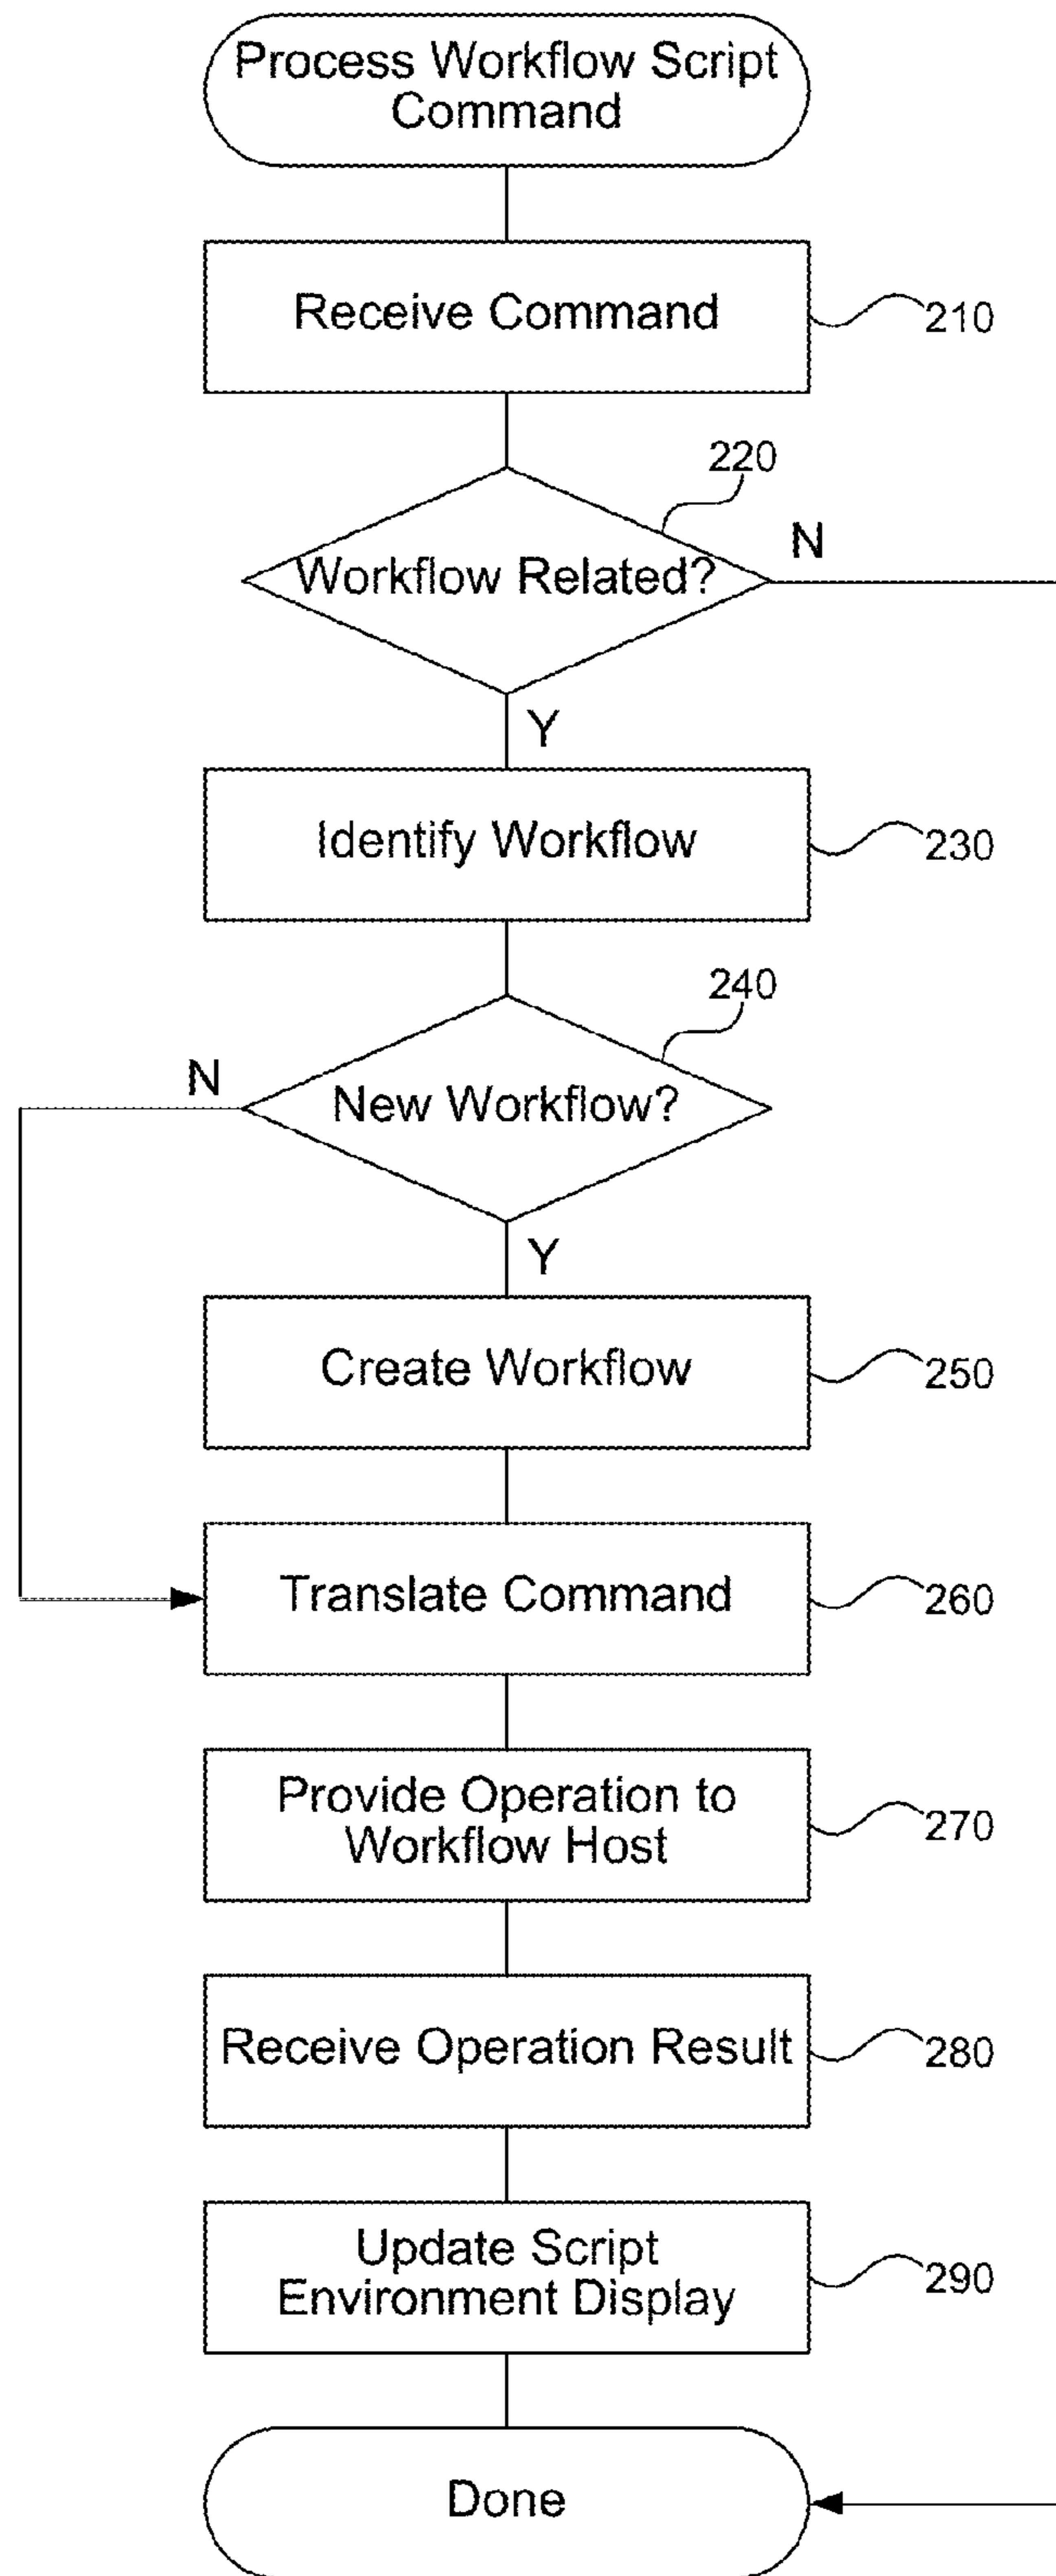 Process Workflow Script
Command
Receive Command
210
220
Workflow Related?
N
Y
Identify Workflow
230
240
N
New Workflow?
Y
Create Workflow
250
Translate Command
260
Provide Operation to
Workflow Host
270
Receive Operation Result
280
Update Script
Environment Display
290
Done